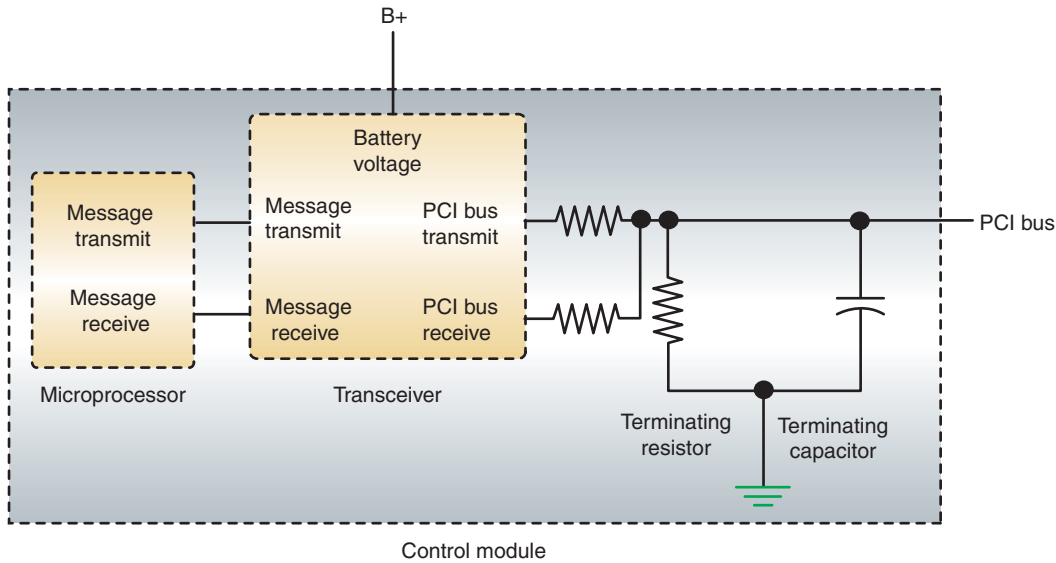 B+
Battery
voltage
Message
transmit
Message
receive
Microprocessor
Message
transmit
PCI bus
transmit
Message
receive
PCI bus
receive
Transceiver
PCI bus
Terminating
resistor
Terminating
capacitor
Control module